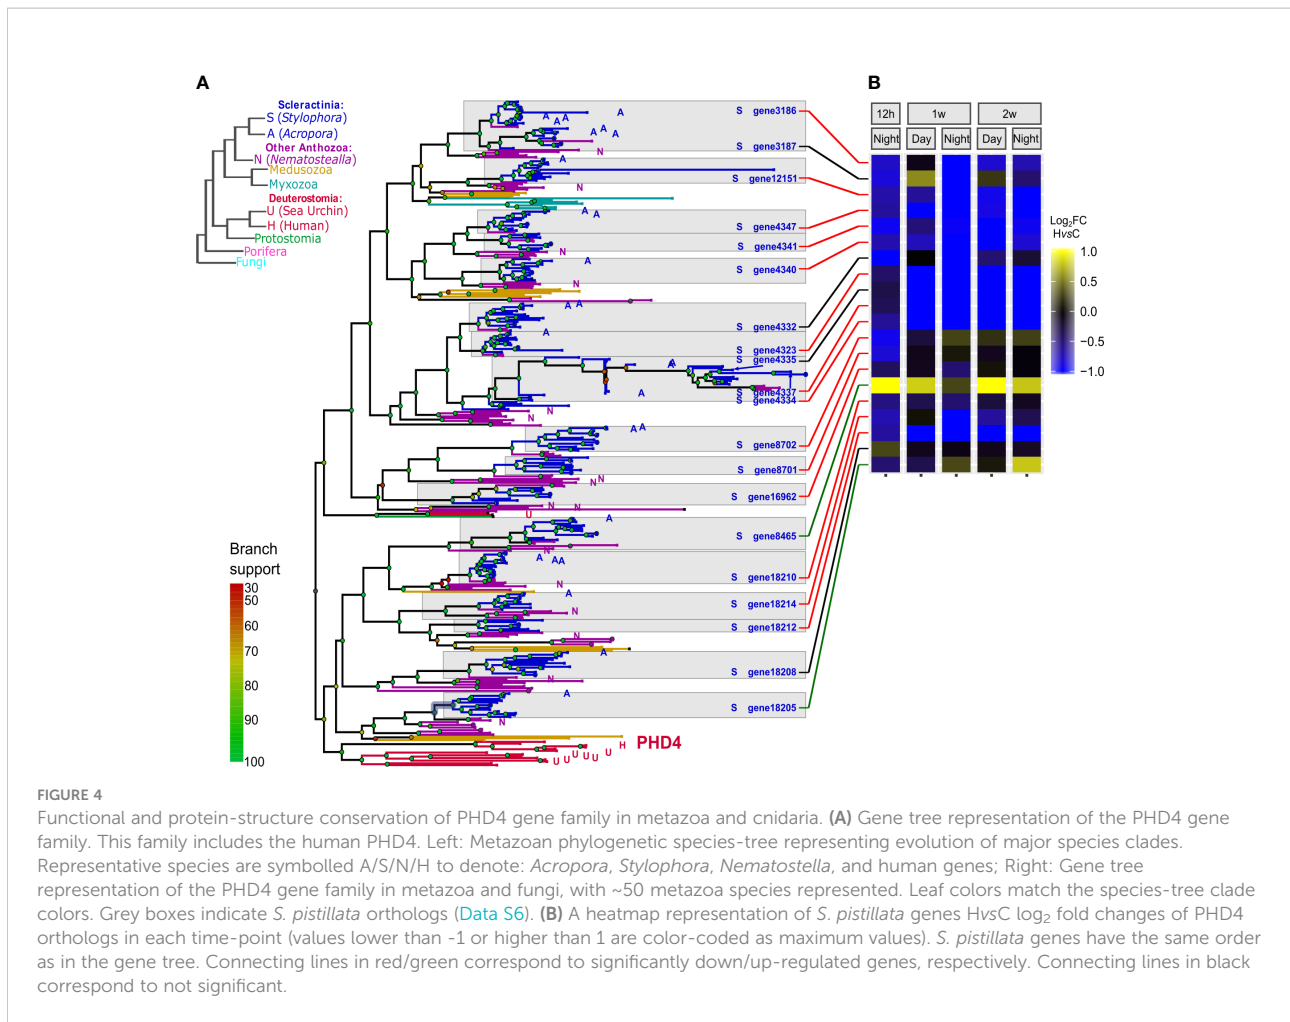 A
B
Scleractinia:
S (Stylophora)
A (Acropora)
Other Anthozoa:
N (Nematostealla)
Medusozoa
Myxozoa
Deuterostomia:
U (Sea Urchin)
H (Human)
Protostomia
Porifera
Fungi
Branch
support
30
50
60
70
80
90
100
A
A A A
A A A A
N
A
N
A A
N
A
N
A A
A
A
A
N N
A A
N N
N N
U
A
N
A A A
N
A
N
N
A
N
A
N
U U U U U U H PHD4
S gene3186
S gene3187
S gene12151
S gene4347
S gene4341
S gene4340
S gene4332
S gene4323
S gene4335
S gene4337
S gene4334
S gene8702
S gene8701
S gene16962
S gene8465
S gene18210
S gene18214
S gene18212
S gene18208
S gene18205
12h 1w 2w
Night Day Night Day Night
Log2FC
HvsC
1.0
0.5
0.0
−0.5
−1.0
FIGURE 4
Functional and protein-structure conservation of PHD4 gene family in metazoa and cnidaria. (A) Gene tree representation of the PHD4 gene
family. This family includes the human PHD4. Left: Metazoan phylogenetic species-tree representing evolution of major species clades.
Representative species are symbolled A/S/N/H to denote: Acropora, Stylophora, Nematostella, and human genes; Right: Gene tree
representation of the PHD4 gene family in metazoa and fungi, with ~50 metazoa species represented. Leaf colors match the species-tree clade
colors. Grey boxes indicate S. pistillata orthologs (Data S6). (B) A heatmap representation of S. pistillata genes HvsC log2 fold changes of PHD4
orthologs in each time-point (values lower than -1 or higher than 1 are color-coded as maximum values). S. pistillata genes have the same order
as in the gene tree. Connecting lines in red/green correspond to significantly down/up-regulated genes, respectively. Connecting lines in black
correspond to not significant.